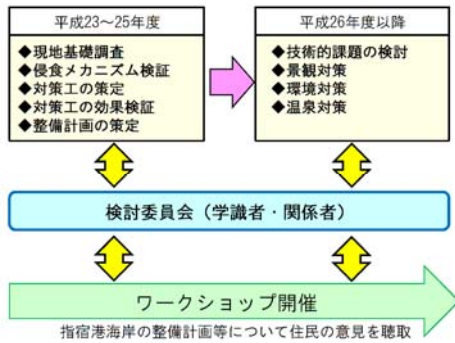 平成23~25年度
◆現地基礎調査
◆侵食メカニズム検証
◆対策工の策定
◆対策工の効果検証
◆整備計画の策定
平成26年度以降
◆技術的課題の検討
◆景観対策
◆環境対策
◆温泉対策
検討委員会(学識者・関係者)
ワークショップ開催
指宿港海岸の整備計画等について住民の意見を聴取